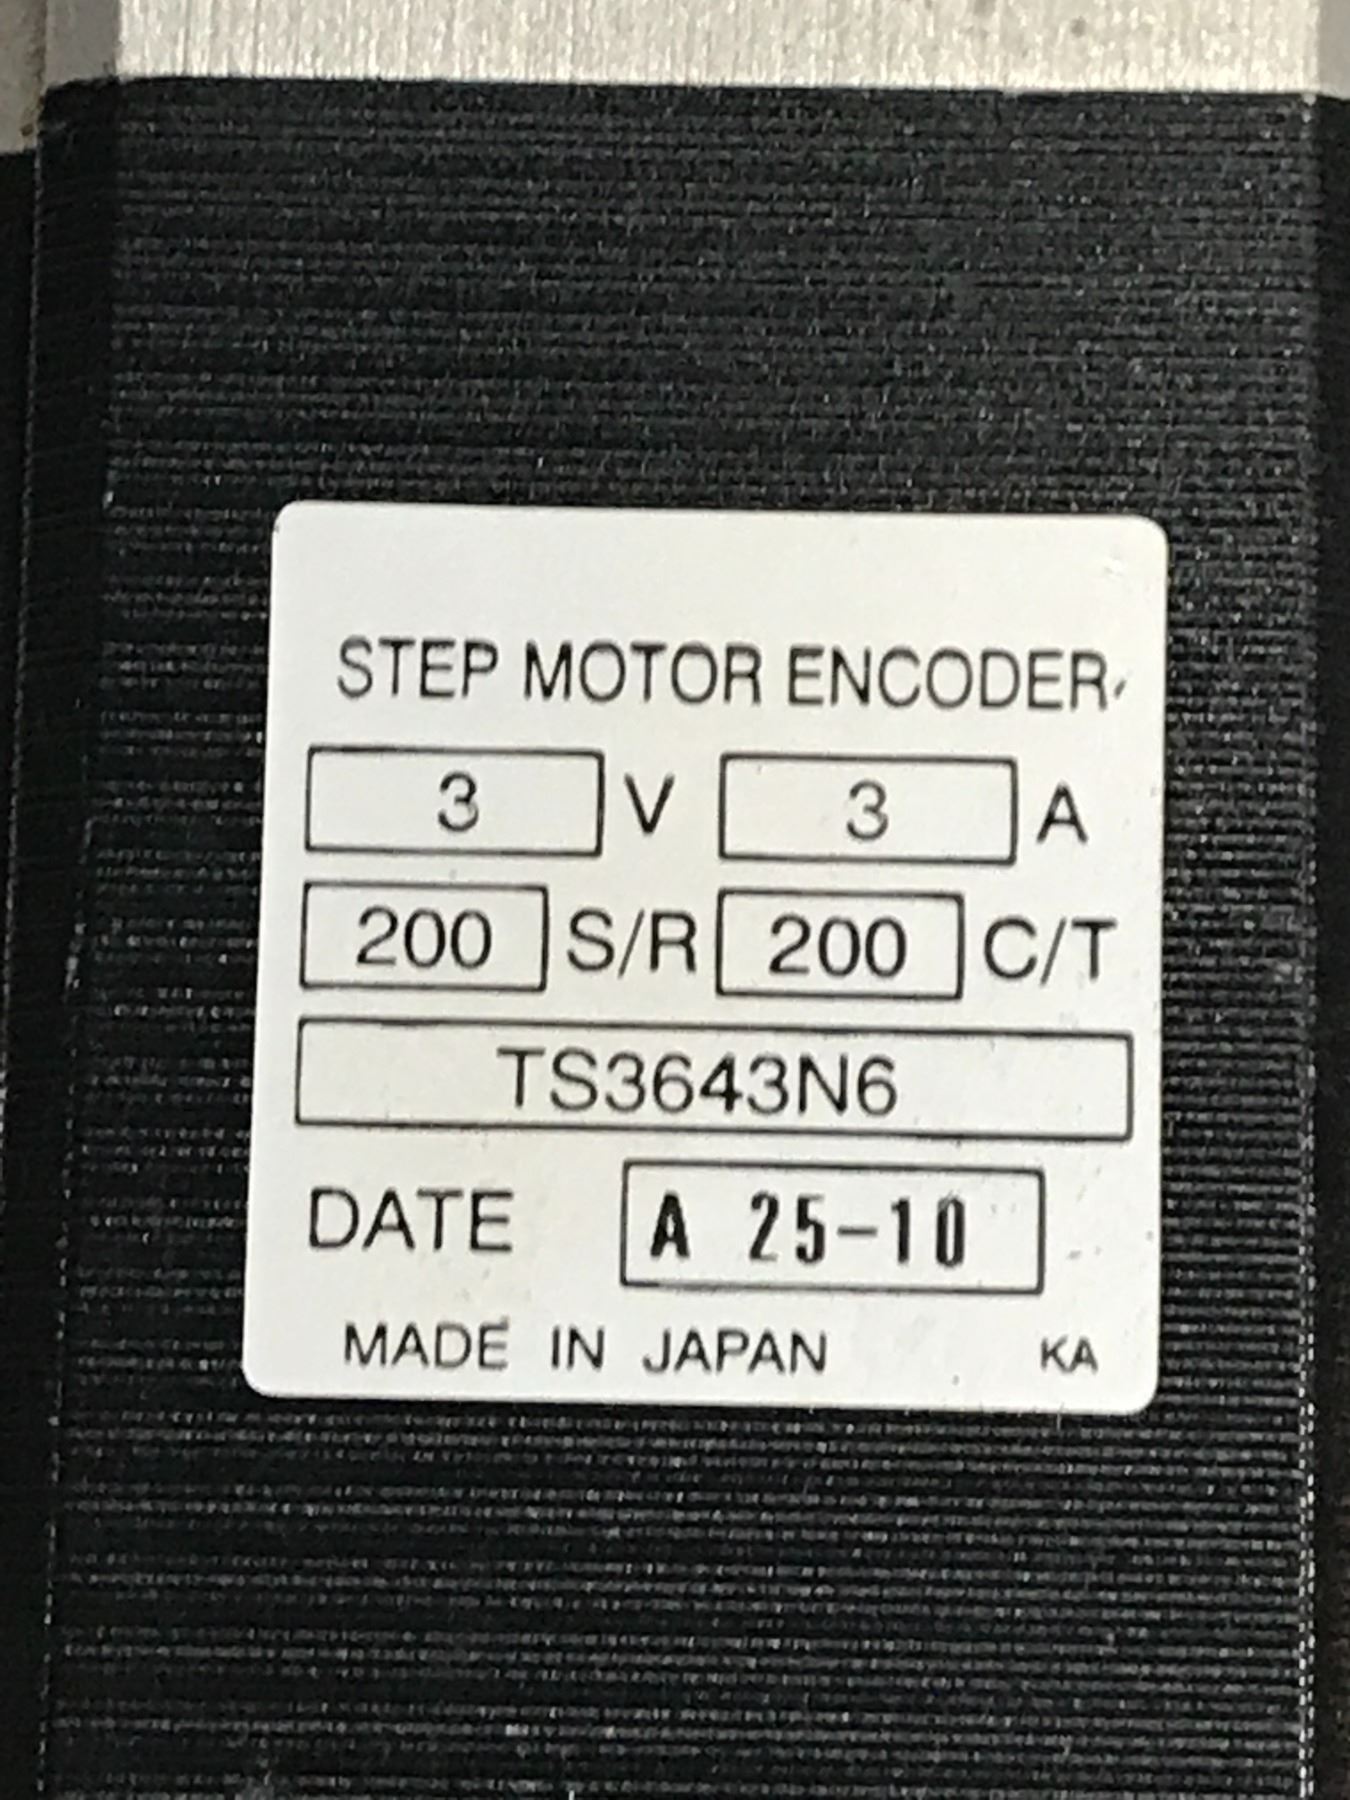 STEP MOTOR ENCODER
3 V 3 A
200 S/R 200 C/T
TS3643N6
DATE A 25-10
MADE IN JAPAN KA